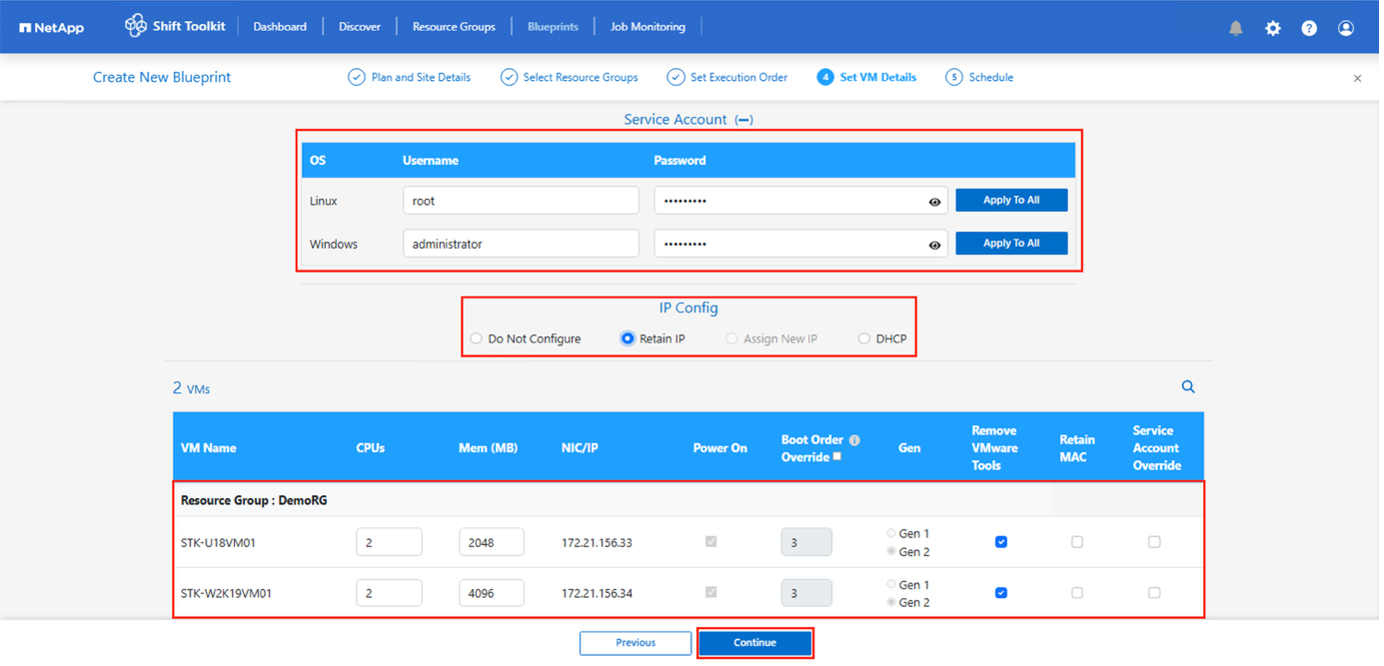 NetApp Shift Toolkit Dashboard Discover Resource Groups Blueprints Job Monitoring ?
Create New Blueprint Plan and Site Details Select Resource Groups Set Execution Order 4 Set VM Details 5 Schedule ×
Service Account (−)
OS Username Password
Linux root ••••••••• Apply To All
Windows administrator ••••••••• Apply To All
IP Config
Do Not Configure Retain IP Assign New IP DHCP
2 VMs
VM Name CPUs Mem (MB) NIC/IP Power On Boot Order Override Gen Remove VMware Tools Retain MAC Service Account Override
Resource Group : DemoRG
STK-U18VM01 2 2048 172.21.156.33 3 Gen 1
Gen 2
STK-W2K19VM01 2 4096 172.21.156.34 3 Gen 1
Gen 2
Previous Continue